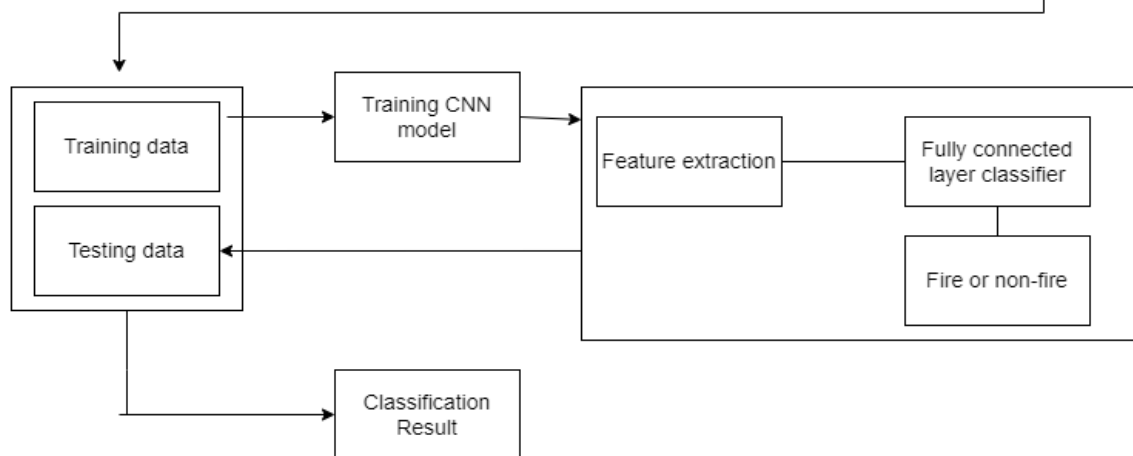 Training data
Training CNN
model
Feature extraction
Fully connected
layer classifier
Testing data
Fire or non-fire
Classification
Result